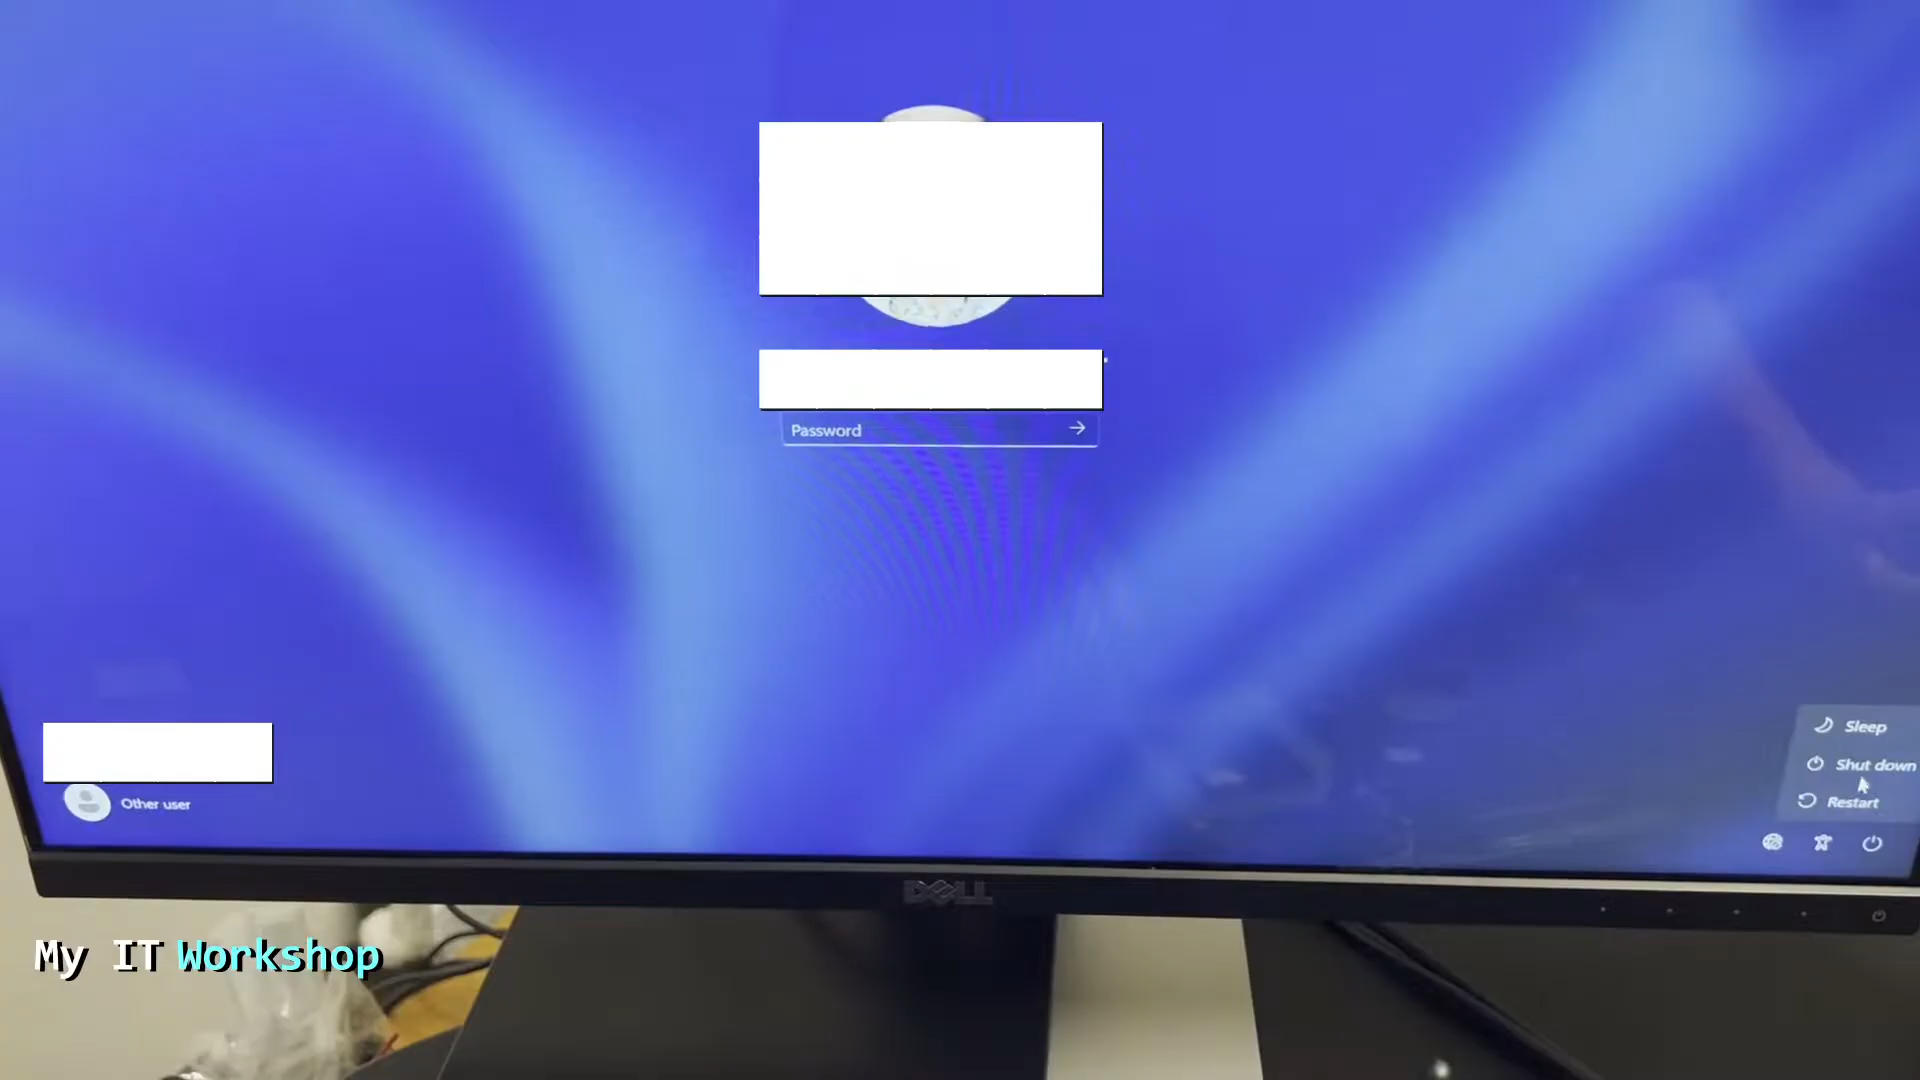 Password
Sleep
Shut down
Restart
Other user
DELL
My IT Workshop